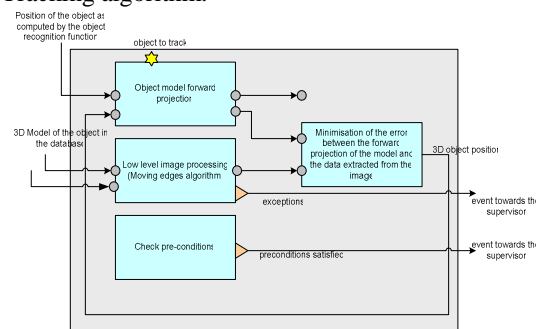 Tracking algorithm.
Position of the object as
computed by the object
recognition function
object to track
Object model forward
projection
3D Model of the object in
the database
Low level image processing
(Moving edges algorithm)
Minimisation of the error
between the forward
projection of the model and
the data extracted from the
image
3D object position
exceptions
event towards the
supervisor
Check pre-conditions
preconditions satisfied
event towards the
supervisor